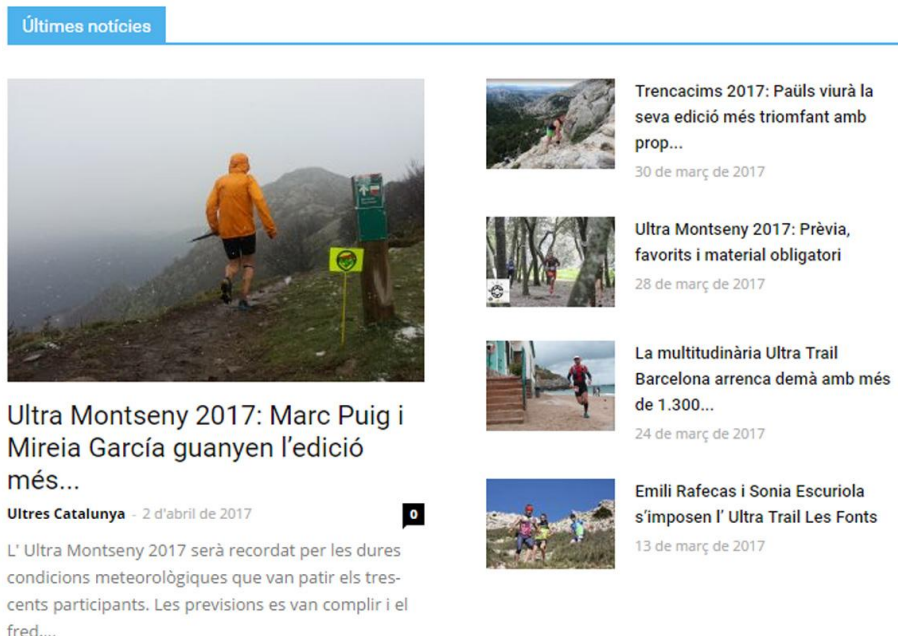 Últimes notícies
Ultra Montseny 2017: Marc Puig i
Mireia García guanyen l’edició
més...
Ultres Catalunya - 2 d'abril de 2017
0
L' Ultra Montseny 2017 serà recordat per les dures
condicions meteorològiques que van patir els tres-
cents participants. Les previsions es van complir i el
fred....
Trencacims 2017: Paüls viurà la
seva edició més triomfant amb
prop...
30 de març de 2017
Ultra Montseny 2017: Prèvia,
favorits i material obligatori
28 de març de 2017
La multitudinària Ultra Trail
Barcelona arrenca demà amb més
de 1.300...
24 de març de 2017
Emili Rafecas i Sonia Escuriola
s’imposen l’ Ultra Trail Les Fonts
13 de març de 2017